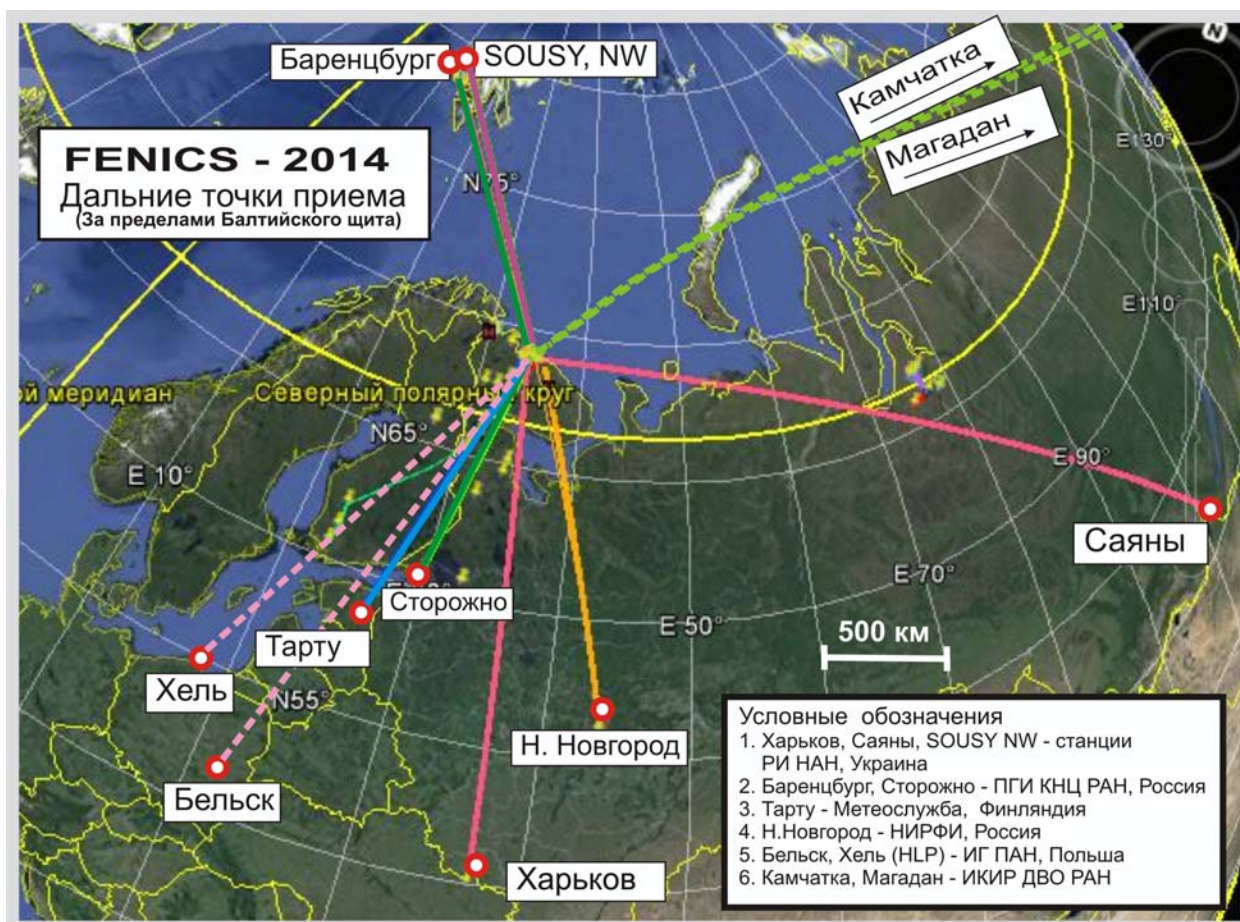 Баренцбург
SOUSY, NW
Камчатка
Магадан
N
FENICS - 2014
Дальние точки приема
(За пределами Балтийского щита)
N75°
E130°
E110°
ой меридиан
Северный полярный круг
N65°
E 10°
E 90°
Саяны
E 70°
Сторожно
E 50°
500 км
Тарту
Хель
N55°
Н. Новгород
Бельск
Харьков
Условные обозначения
1. Харьков, Саяны, SOUSY NW - станции
РИ НАН, Украина
2. Баренцбург, Сторожно - ПГИ КНЦ РАН, Россия
3. Тарту - Метеослужба, Финляндия
4. Н.Новгород - НИРФИ, Россия
5. Бельск, Хель (HLP) - ИГ ПАН, Польша
6. Камчатка, Магадан - ИКИР ДВО РАН